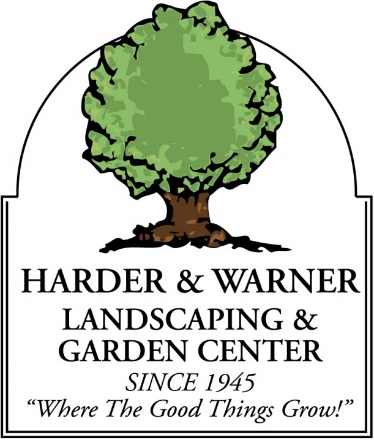 HARDER & WARNER
LANDSCAPING &
GARDEN CENTER
SINCE 1945
“Where The Good Things Grow!”